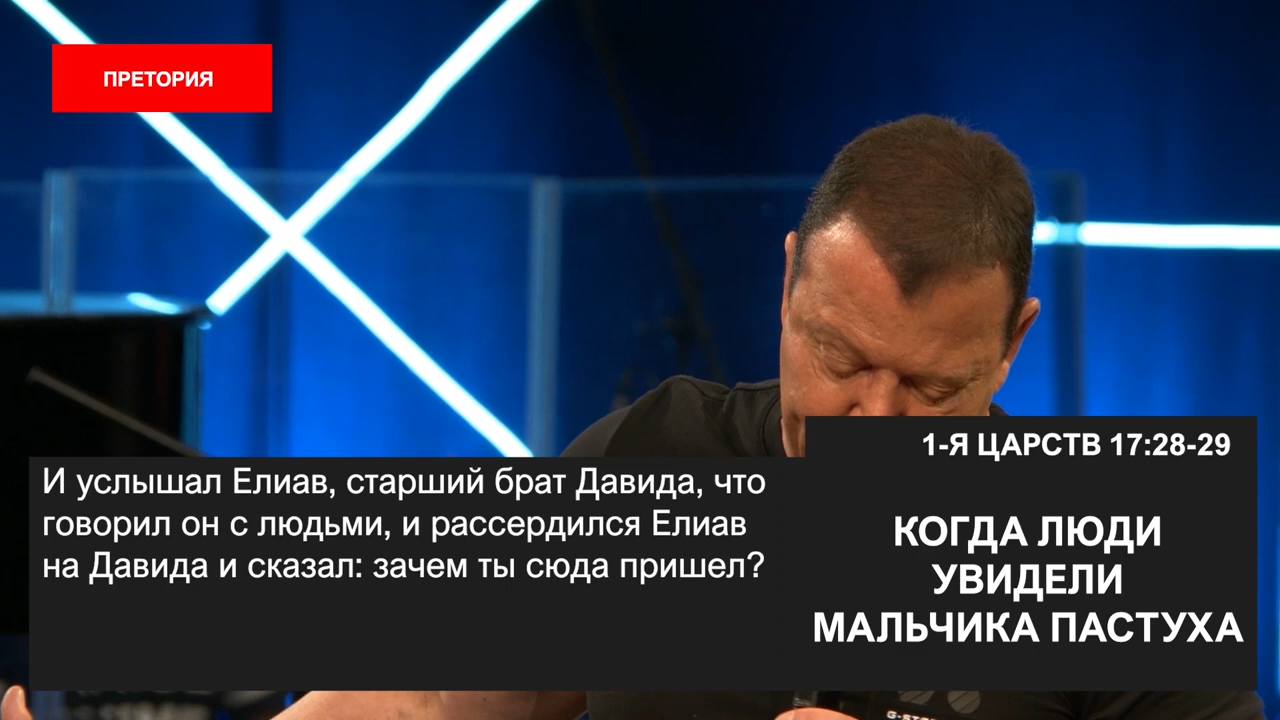 ПРЕТОРИЯ
1-Я ЦАРСТВ 17:28-29
И услышал Елиав, старший брат Давида, что
говорил он с людьми, и рассердился Елиав
на Давида и сказал: зачем ты сюда пришел?
КОГДА ЛЮДИ
УВИДЕЛИ
МАЛЬЧИКА ПАСТУХА